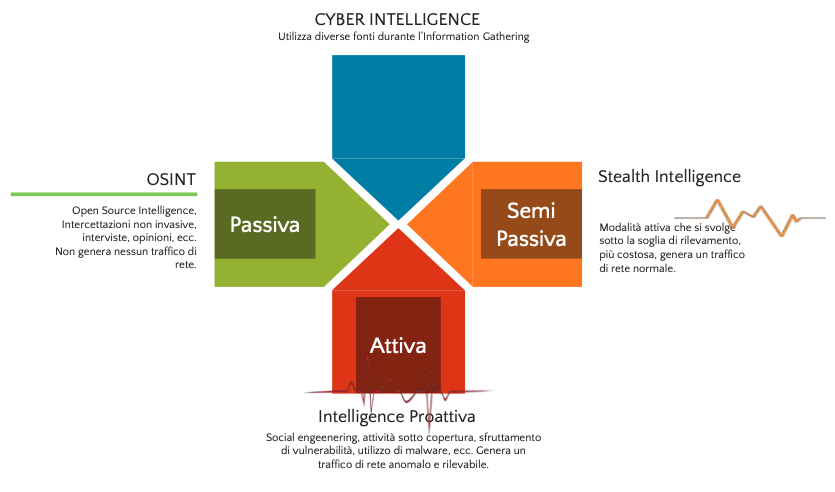 CYBER INTELLIGENCE
Utilizza diverse fonti durante l'Information Gathering
OSINT
Open Source Intelligence,
Intercettazioni non invasive,
interviste, opinioni, ecc.
Non genera nessun traffico di
rete.
Passiva
Semi
Passiva
Stealth Intelligence
Modalità attiva che si svolge
sotto la soglia di rilevamento,
più costosa, genera un traffico
di rete normale.
Attiva
Intelligence Proattiva
Social engeenering, attività sotto copertura, sfruttamento
di vulnerabilità, utilizzo di malware, ecc. Genera un
traffico di rete anomalo e rilevabile.